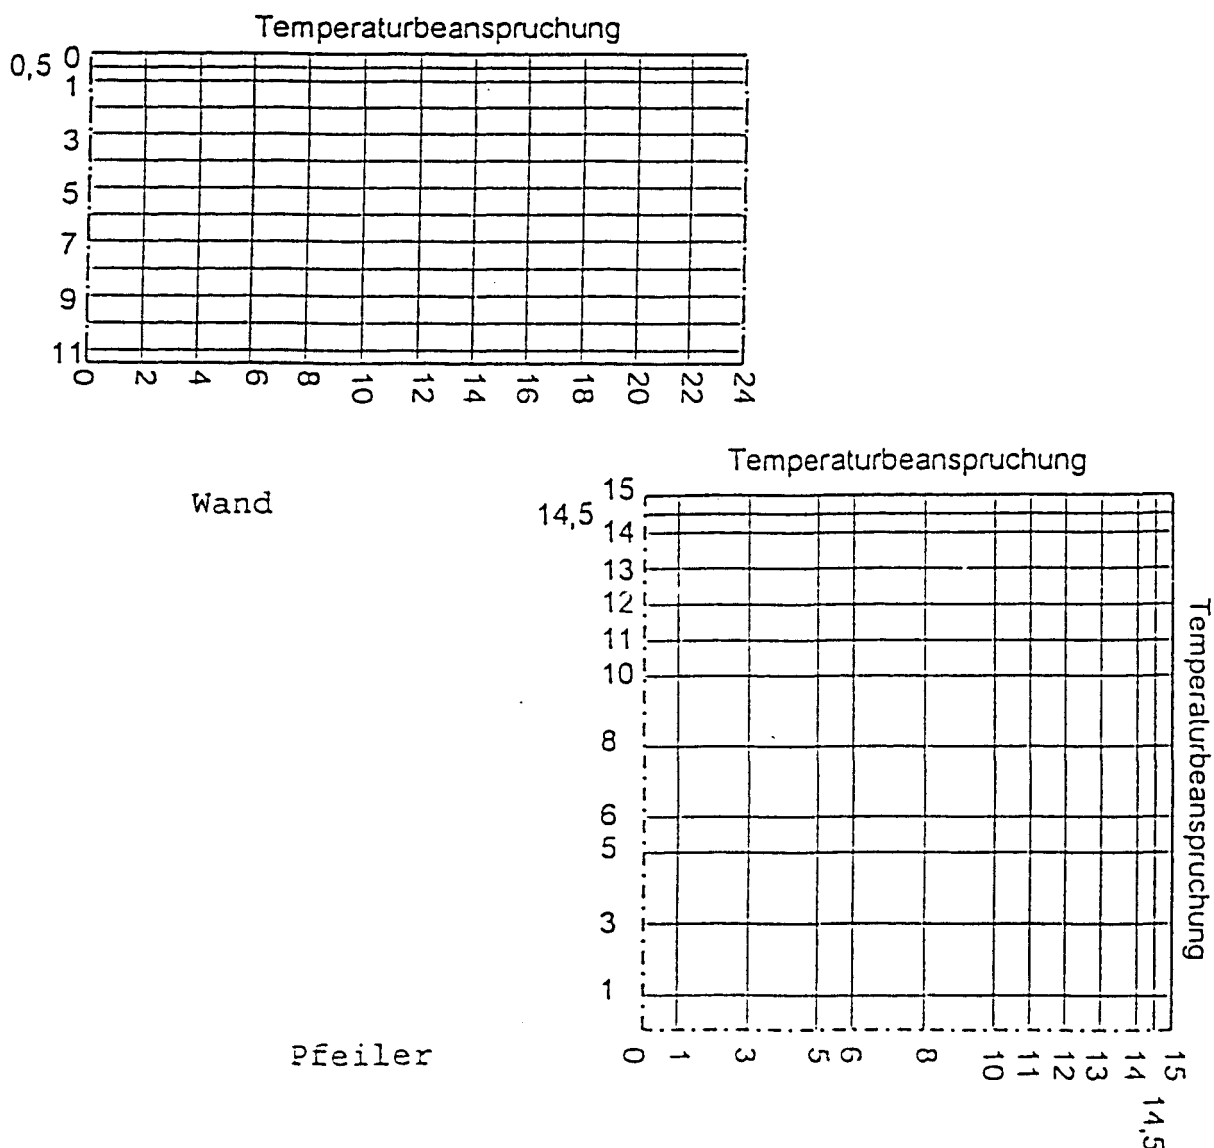 Temperaturbeanspruchung
0,5 0
1
3
5
7
9
11
0 2 4 6 8 10 12 14 16 18 20 22 24
Temperaturbeanspruchung
Wand
15
14,5
14
13
12
11
10
8
6
5
3
1
Temperaturbeanspruchung
0 1 3 5 6 8 10 11 12 13 14 15
14,5
Pfeiler